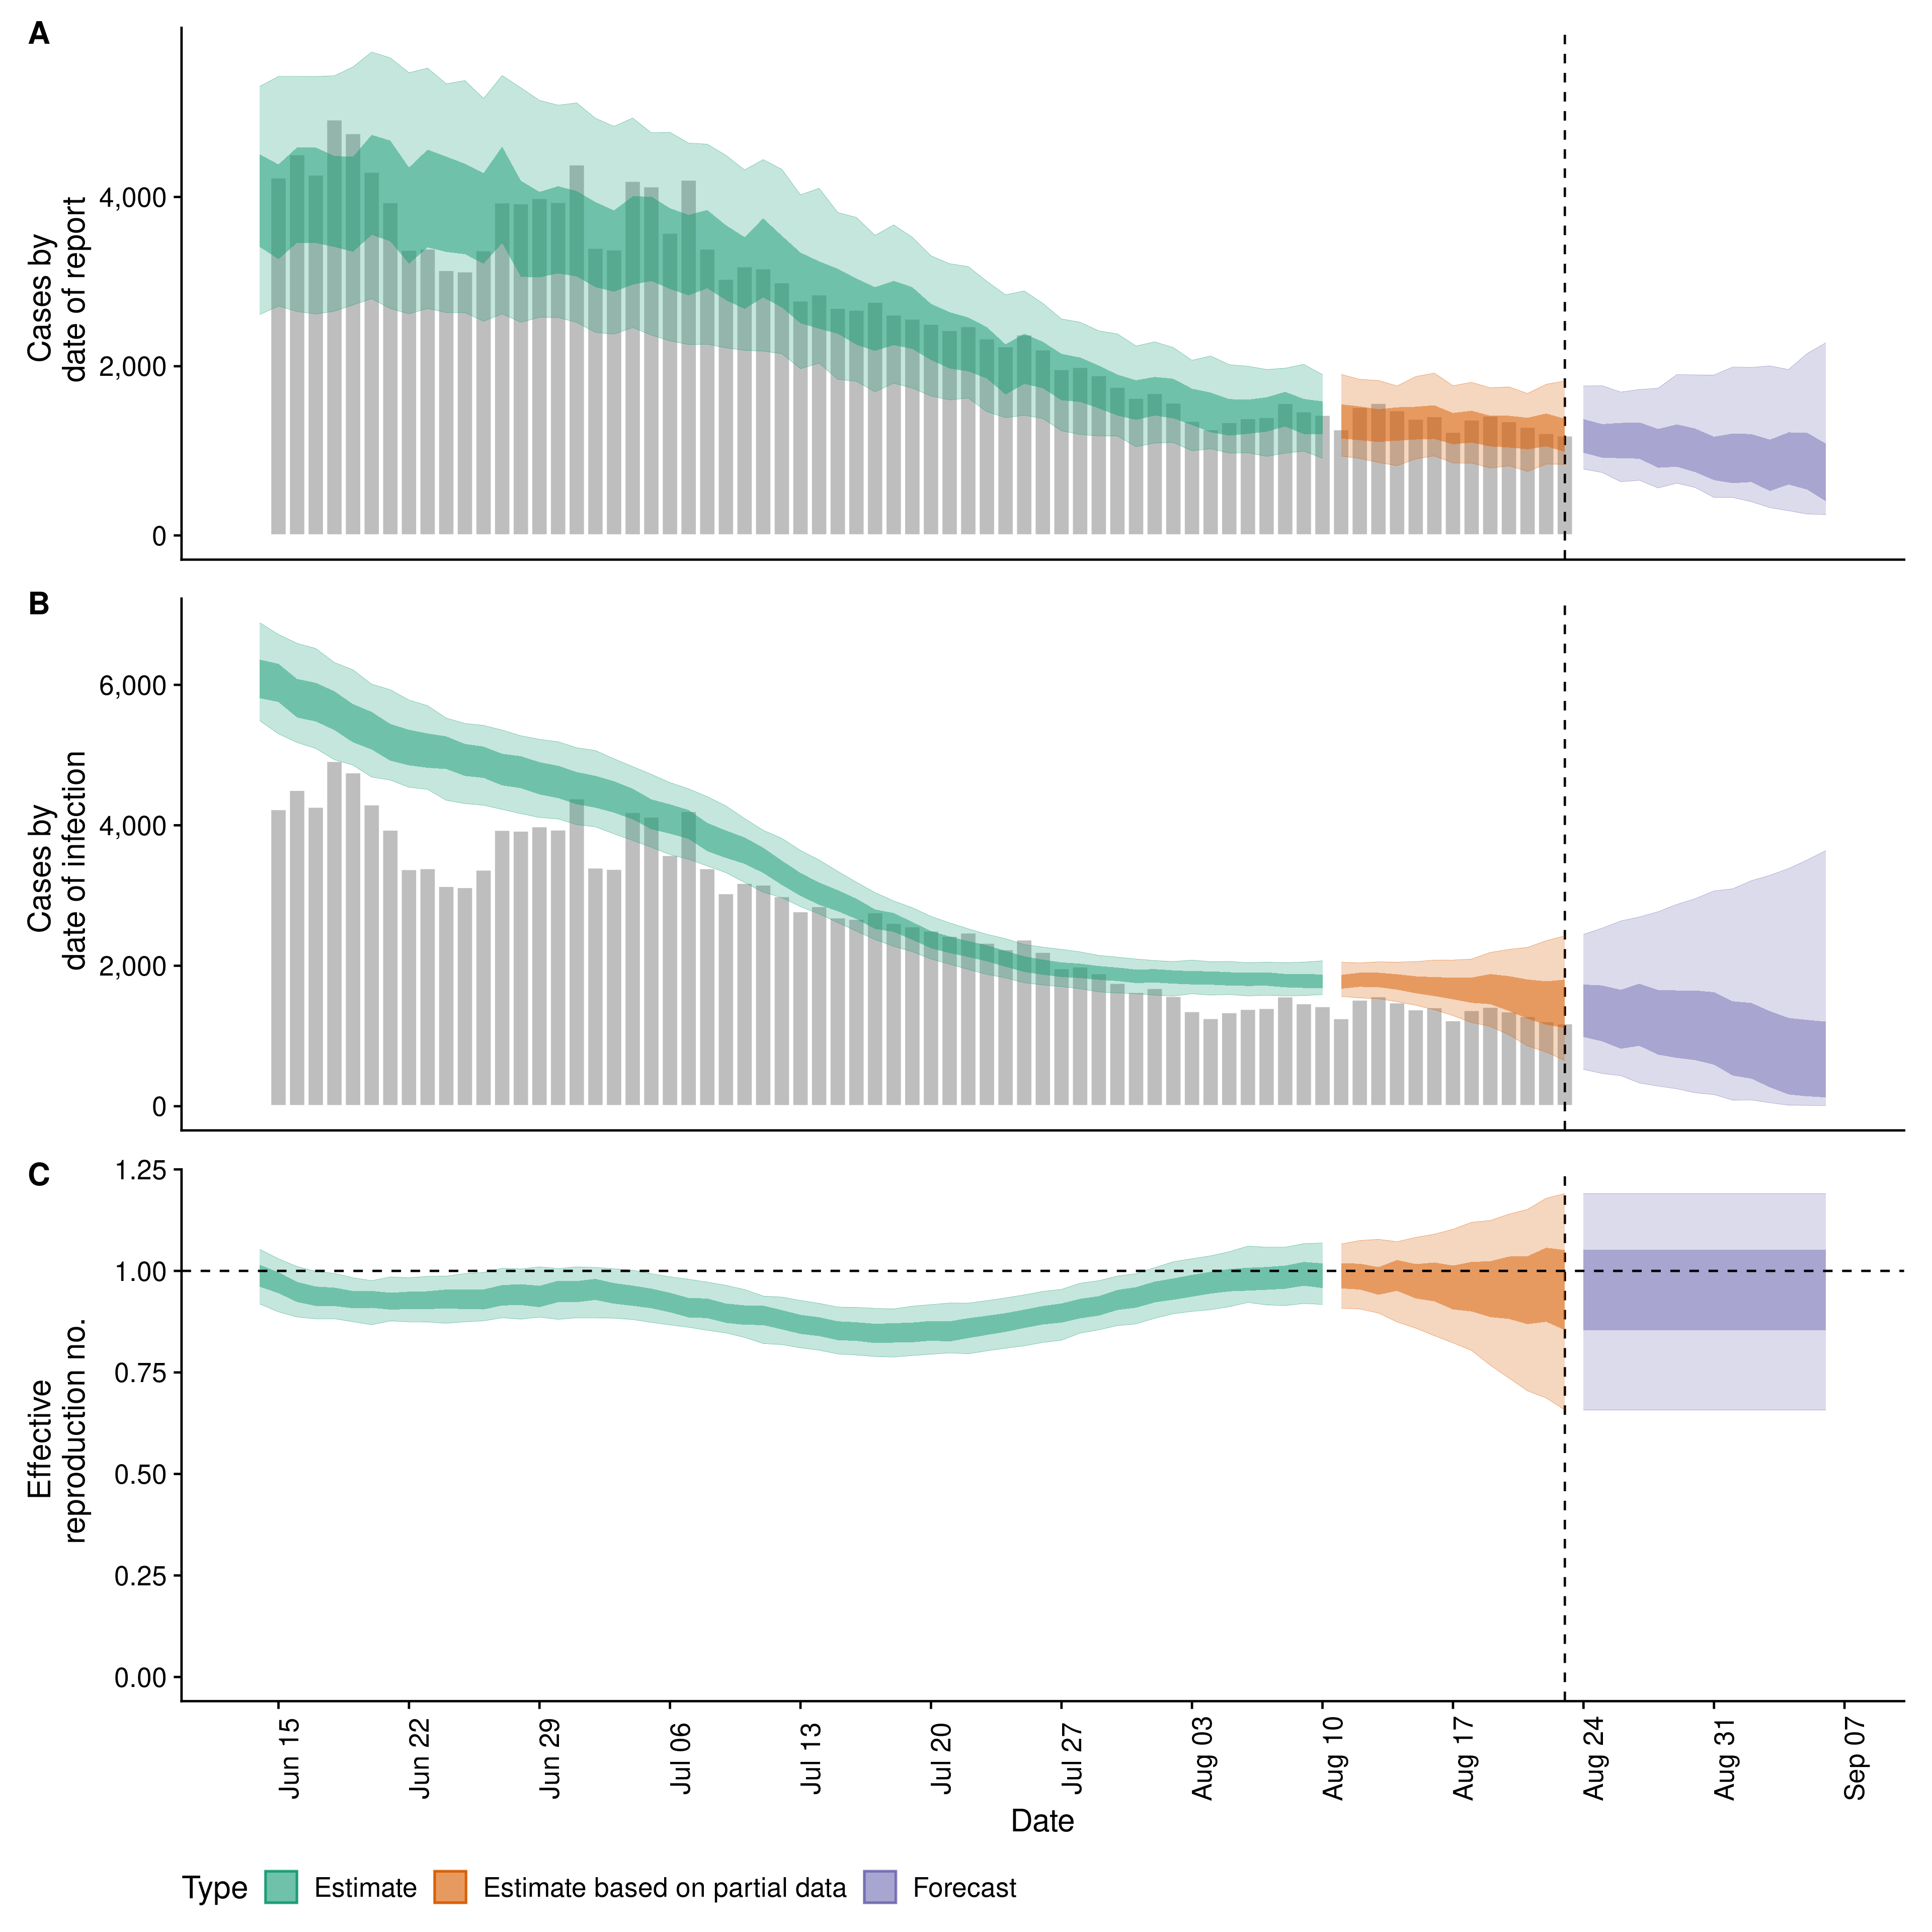 A
Cases by
date of report
4,000
2,000
0
B
Cases by
date of infection
6,000
4,000
2,000
0
C
Effective
reproduction no.
1.25
1.00
0.75
0.50
0.25
0.00
Jun 15
Jun 22
Jun 29
Jul 06
Jul 13
Jul 20
Jul 27
Aug 03
Aug 10
Aug 17
Aug 24
Aug 31
Sep 07
Date
Type Estimate Estimate based on partial data Forecast